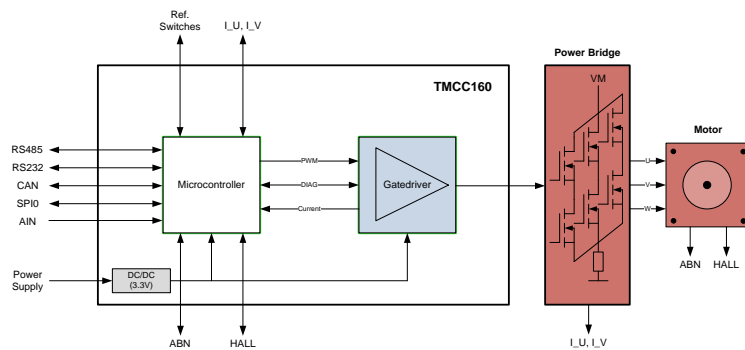 Ref.
Switches
I_U, I_V
Power Bridge
TMCC160
VM
Motor
RS485
RS232
CAN
SPI0
AIN
Microcontroller
PWM
DIAG
Current
Gatedriver
U
V
W
ABN
HALL
Power
Supply
DC/DC
(3.3V)
ABN
HALL
I_U, I_V